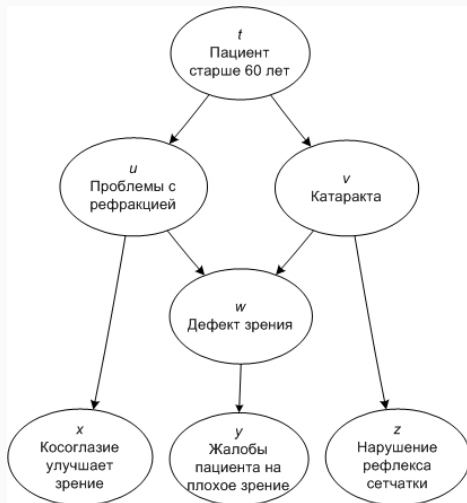 t
Пациент
старше 60 лет
u
Проблемы с
рефракцией
v
Катаракта
w
Дефект зрения
x
Косоглазие
улучшает
зрение
y
Жалобы
пациента на
плохое зрение
z
Нарушение
рефлекса
сетчатки